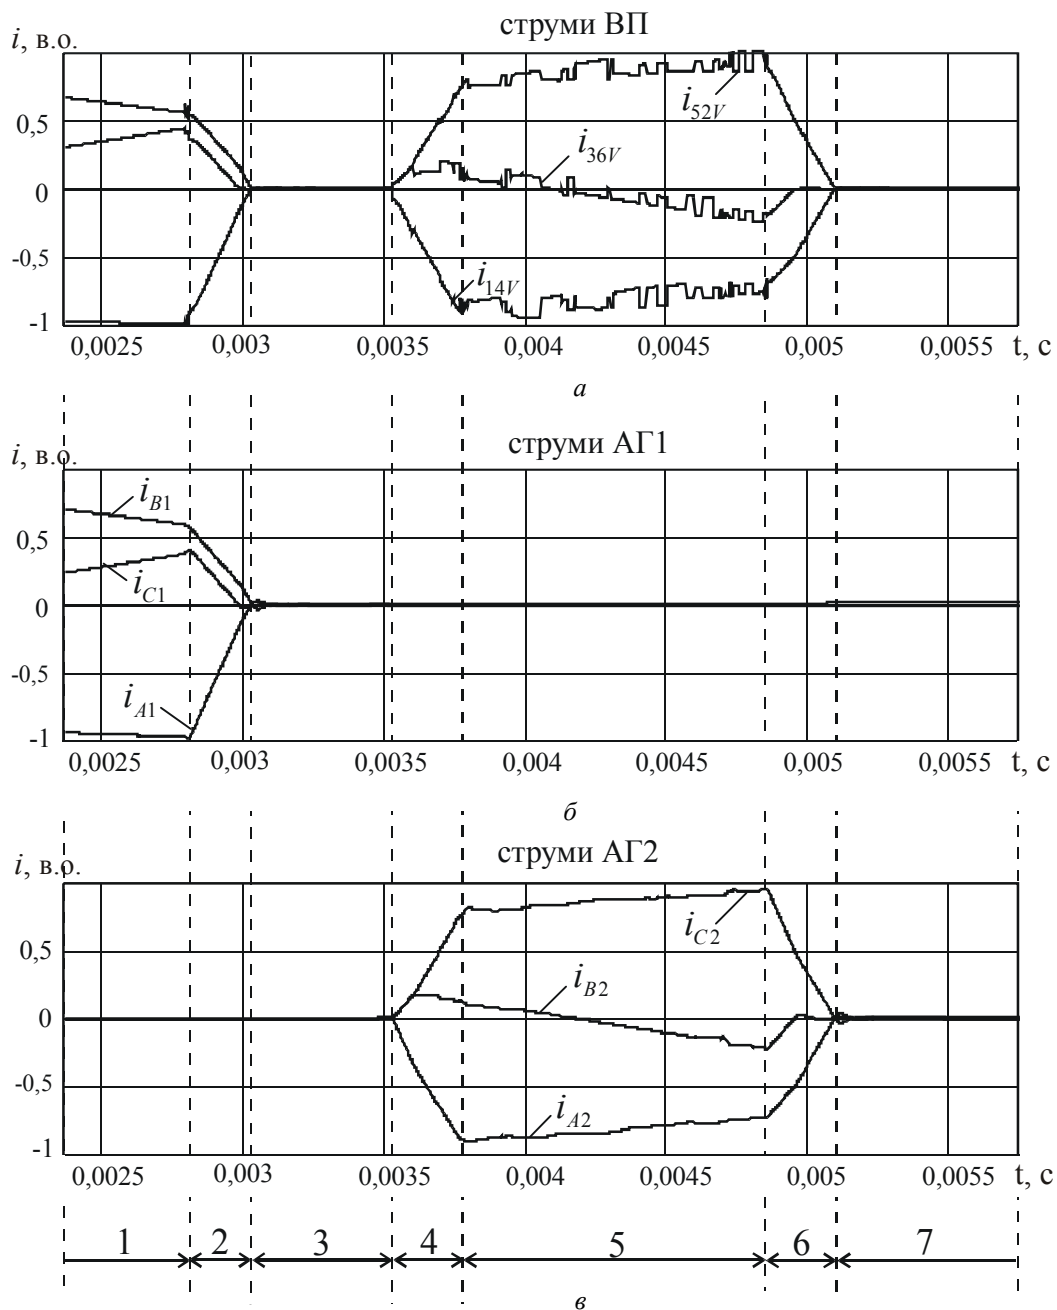 струми ВП
i, в.о.
0,5
0
-0,5
-1
i52V
i36V
i14V
0,0025 0,003 0,0035 0,004 0,0045 0,005 0,0055 t, с
а
струми АГ1
i, в.о.
0,5
0
-0,5
-1
iB1
iC1
iA1
0,0025 0,003 0,0035 0,004 0,0045 0,005 0,0055 t, с
б
струми АГ2
i, в.о.
0,5
0
-0,5
-1
iC2
iB2
iA2
0,0025 0,003 0,0035 0,004 0,0045 0,005 0,0055 t, с
1 2 3 4 5 6 7
в